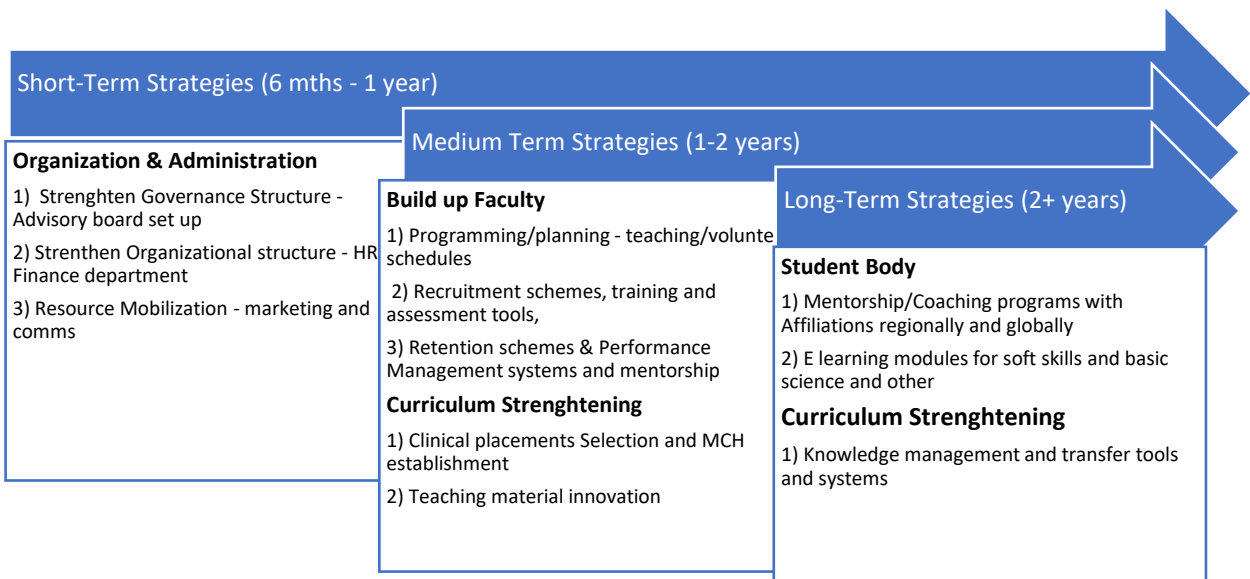 Short-Term Strategies (6 mths - 1 year)
Organization & Administration
1) Strenghten Governance Structure -
Advisory board set up
2) Strenthen Organizational structure - HR
Finance department
3) Resource Mobilization - marketing and
comms
Medium Term Strategies (1-2 years)
Build up Faculty
1) Programming/planning - teaching/volunte
schedules
2) Recruitment schemes, training and
assessment tools,
3) Retention schemes & Performance
Management systems and mentorship
Curriculum Strenghtening
1) Clinical placements Selection and MCH
establishment
2) Teaching material innovation
Long-Term Strategies (2+ years)
Student Body
1) Mentorship/Coaching programs with
Affiliations regionally and globally
2) E learning modules for soft skills and basic
science and other
Curriculum Strenghtening
1) Knowledge management and transfer tools
and systems